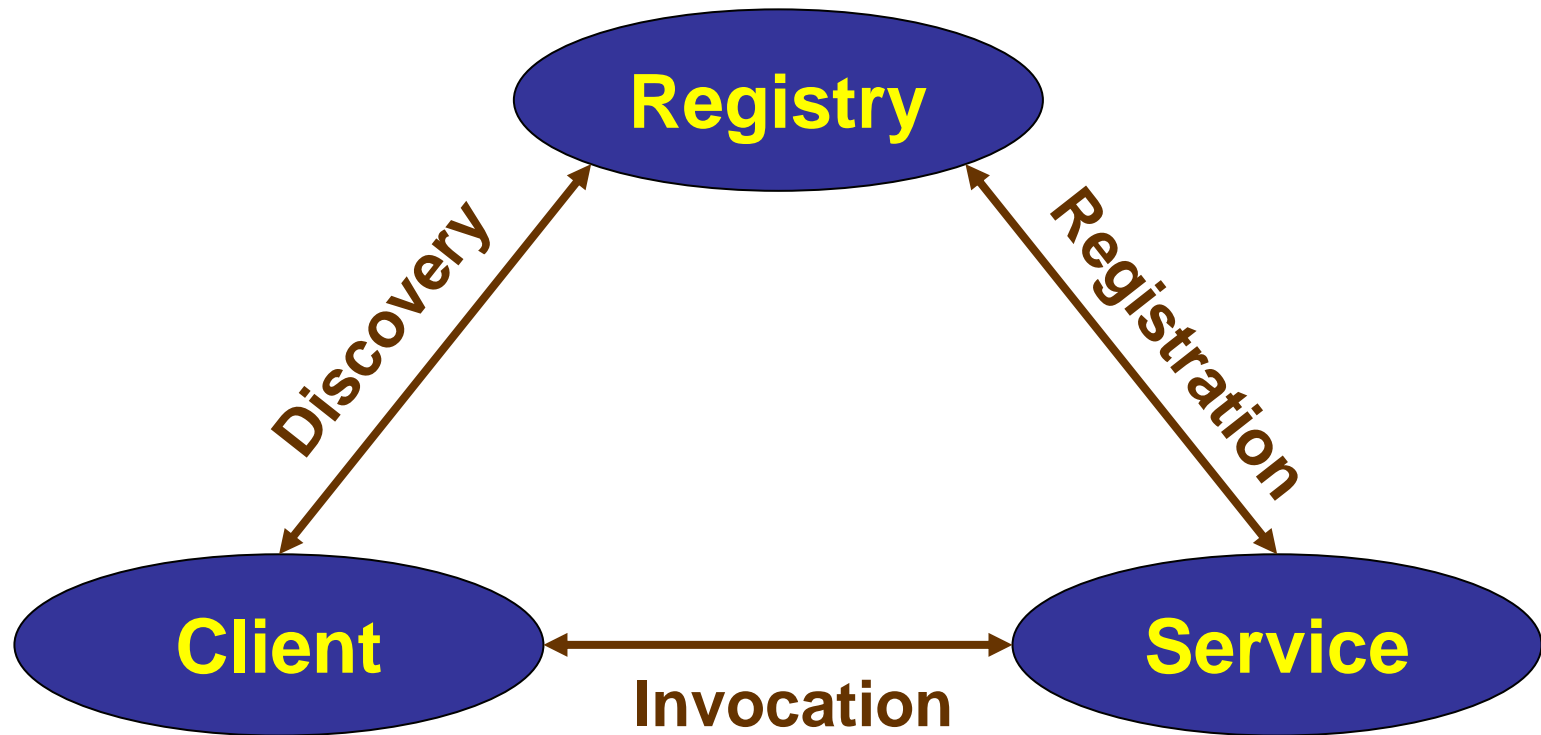 Registry
Discovery
Registration
Client
Service
Invocation